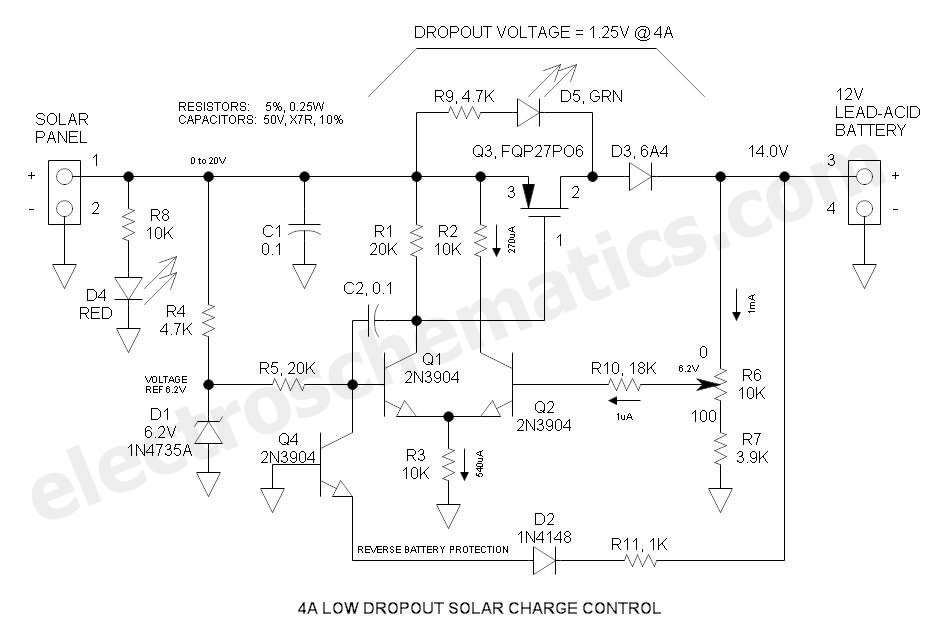 DROPOUT VOLTAGE = 1.25V @ 4A
RESISTORS: 5%, 0.25W
CAPACITORS: 50V, X7R, 10%
R9, 4.7K
D5, GRN
12V
LEAD-ACID
BATTERY
SOLAR
PANEL
+
-
1
2
0 to 20V
Q3, FQP27PO6
3
2
1
D3, 6A4
14.0V
3
4
+
-
R8
10K
D4
RED
R4
4.7K
C1
0.1
R1
20K
R2
10K
270uA
C2, 0.1
1mA
VOLTAGE
REF 6.2V
R5, 20K
Q1
2N3904
Q2
2N3904
R10, 18K
1uA
6.2V
0
100
R6
10K
D1
6.2V
1N4735A
Q4
2N3904
R3
10K
540uA
R7
3.9K
D2
1N4148
R11, 1K
REVERSE BATTERY PROTECTION
4A LOW DROPOUT SOLAR CHARGE CONTROL
electroschematics.com